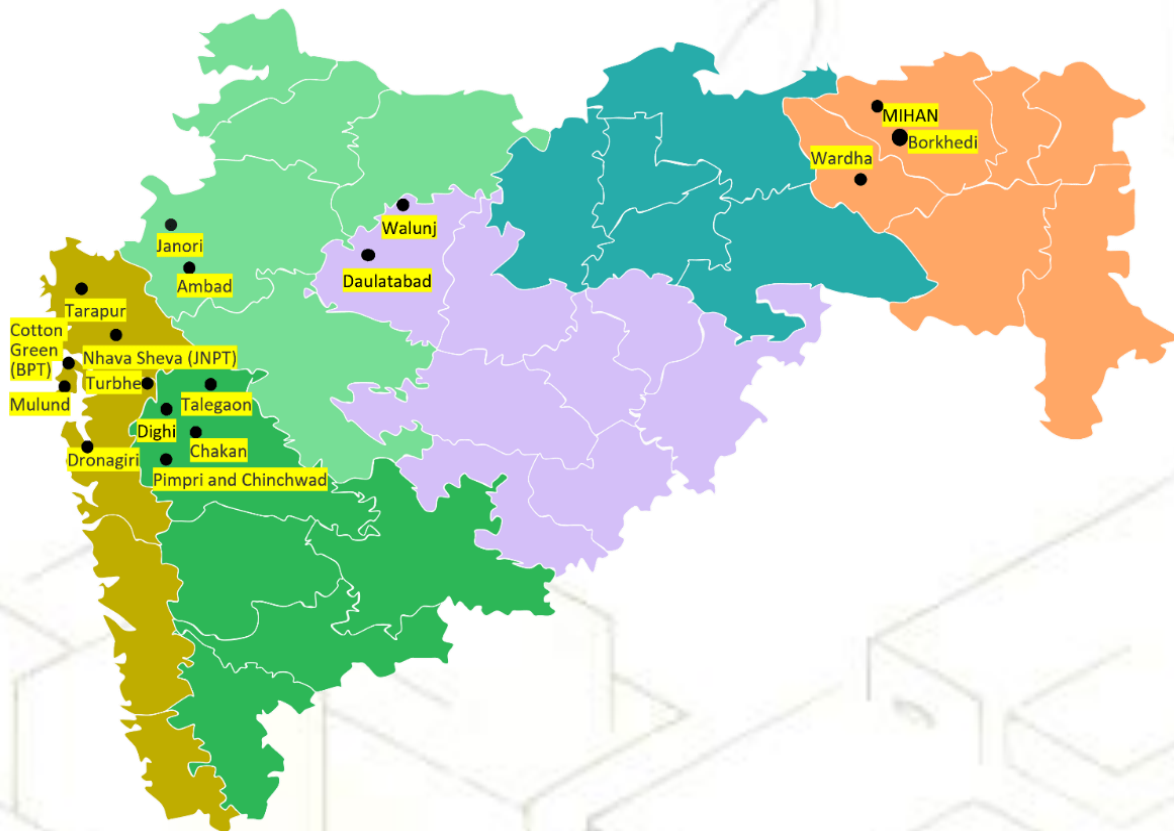 MIHAN
Borkhedi
Wardha
Walunj
Daulatabad
Janori
Ambad
Tarapur
Cotton
Green
(BPT)
Nhava Sheva (JNPT)
Mulund
Turbhe
Talegaon
Dighi
Chakan
Dronagiri
Pimpri and Chinchwad